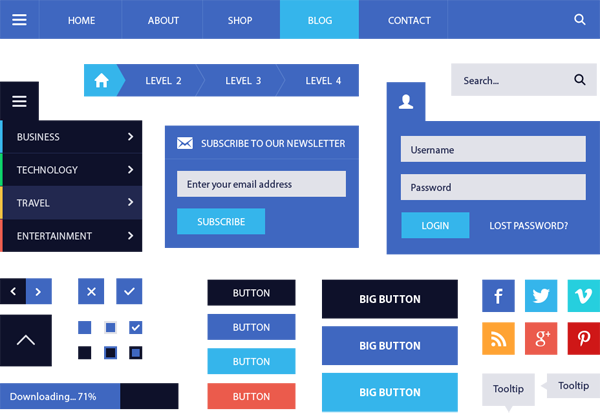 HOME
ABOUT
SHOP
BLOG
CONTACT
LEVEL 2
LEVEL 3
LEVEL 4
Search...
BUSINESS
TECHNOLOGY
TRAVEL
ENTERTAINMENT
SUBSCRIBE TO OUR NEWSLETTER
Enter your email address
SUBSCRIBE
Username
Password
LOGIN
LOST PASSWORD?
Downloading... 71%
BUTTON
BUTTON
BUTTON
BUTTON
BIG BUTTON
BIG BUTTON
BIG BUTTON
f
g+
Tooltip
Tooltip